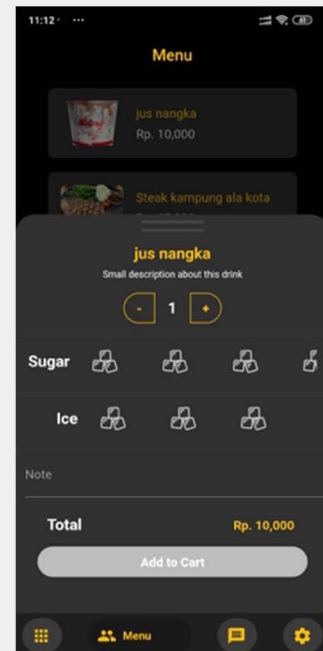 11:12 ...
61
Menu
jus nangka
Rp. 10,000
Steak kampung ala kota
jus nangka
Small description about this drink
- 1 +
Sugar
Ice
Note
Total Rp. 10,000
Add to Cart
Menu